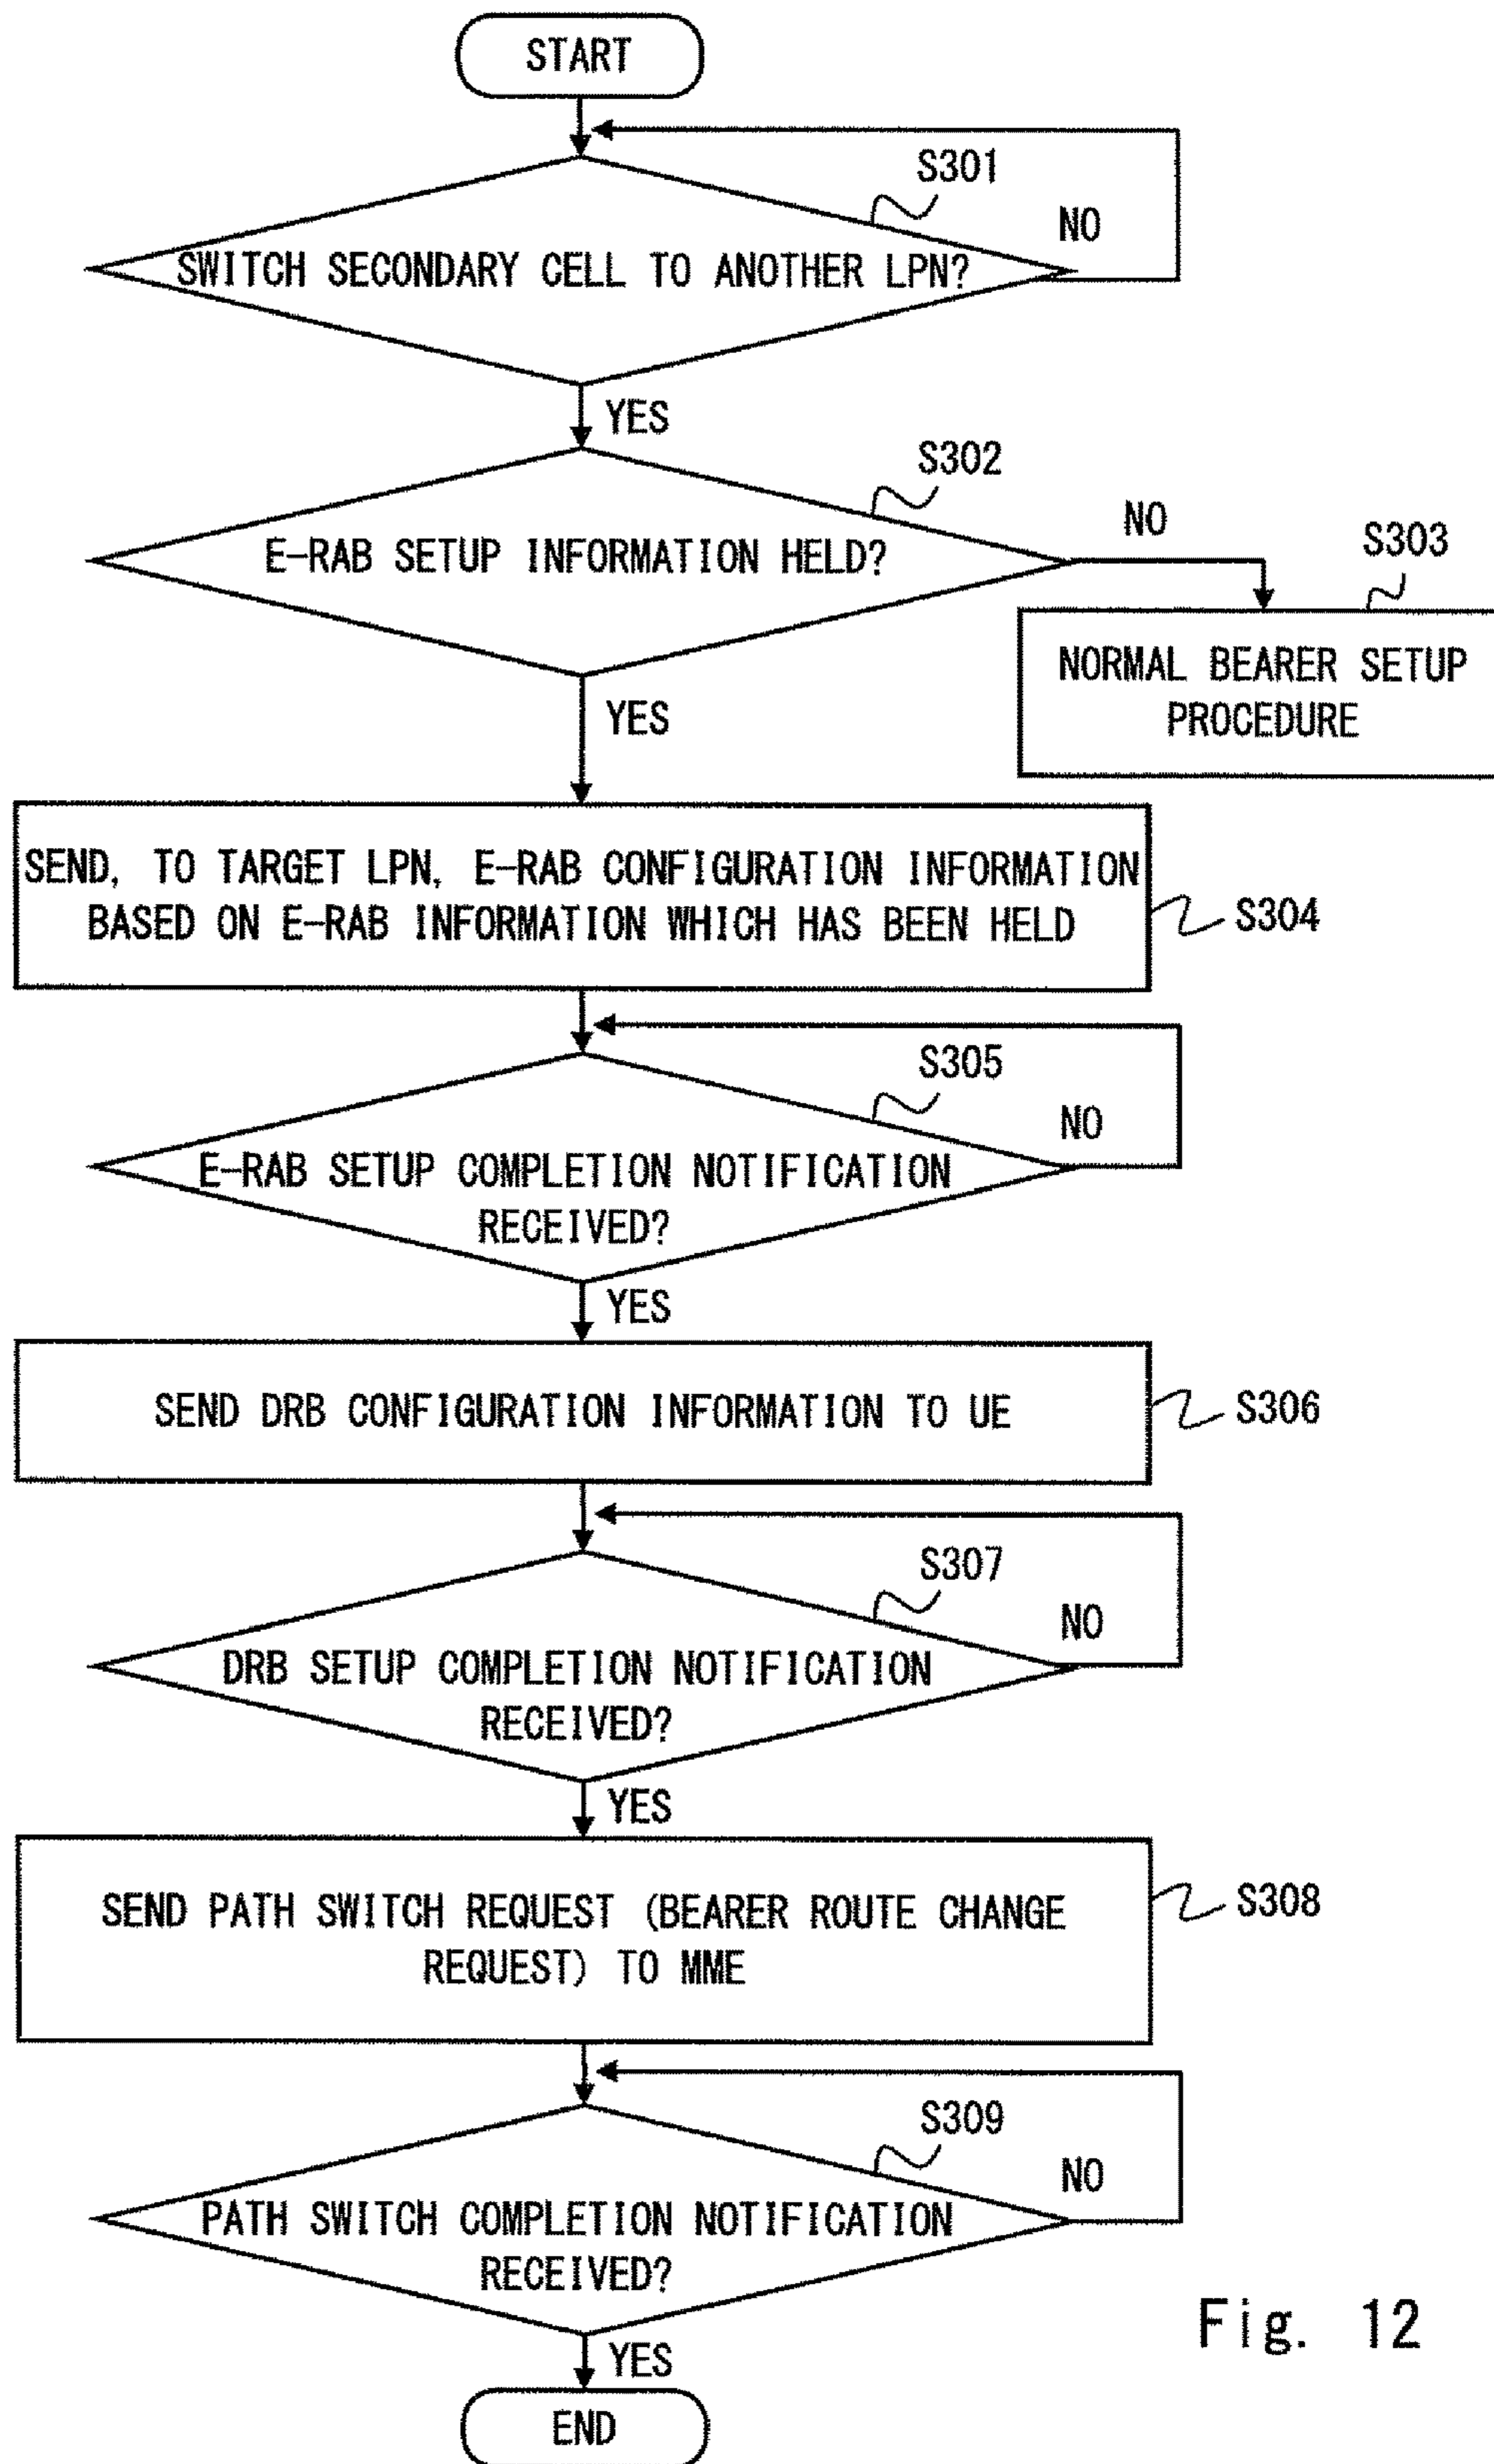 START
S301
NO
SWITCH SECONDARY CELL TO ANOTHER LPN?
YES
S302
NO
E-RAB SETUP INFORMATION HELD?
S303
NORMAL BEARER SETUP
PROCEDURE
YES
SEND, TO TARGET LPN, E-RAB CONFIGURATION INFORMATION
BASED ON E-RAB INFORMATION WHICH HAS BEEN HELD
S304
S305
NO
E-RAB SETUP COMPLETION NOTIFICATION
RECEIVED?
YES
SEND DRB CONFIGURATION INFORMATION TO UE
S306
S307
NO
DRB SETUP COMPLETION NOTIFICATION
RECEIVED?
YES
SEND PATH SWITCH REQUEST (BEARER ROUTE CHANGE
REQUEST) TO MME
S308
S309
NO
PATH SWITCH COMPLETION NOTIFICATION
RECEIVED?
YES
END
Fig. 12